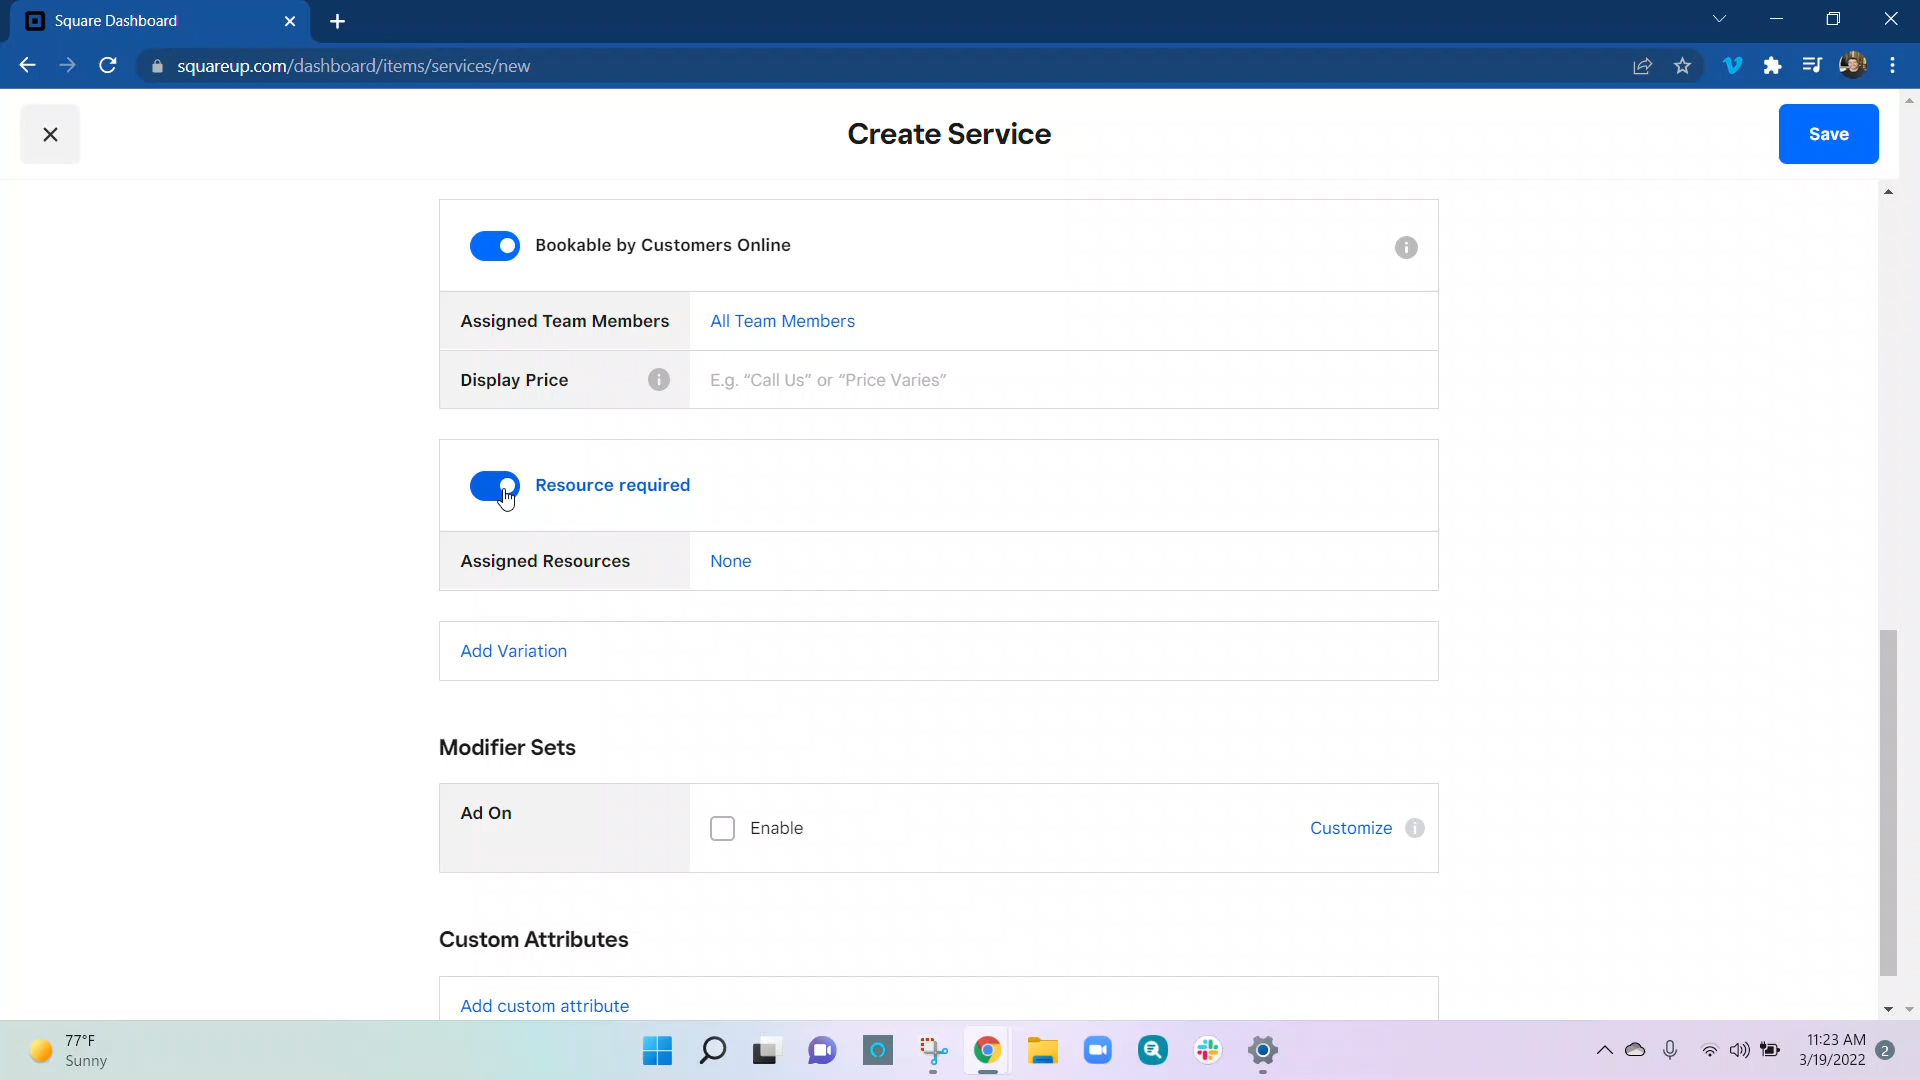 Square Dashboard
squareup.com/dashboard/items/services/new
Create Service
Save
Bookable by Customers Online
Assigned Team Members
All Team Members
Display Price
E.g. “Call Us” or “Price Varies”
Resource required
Assigned Resources
None
Add Variation
Modifier Sets
Ad On
Enable
Customize
Custom Attributes
Add custom attribute
77°F
Sunny
11:23 AM
3/19/2022
2